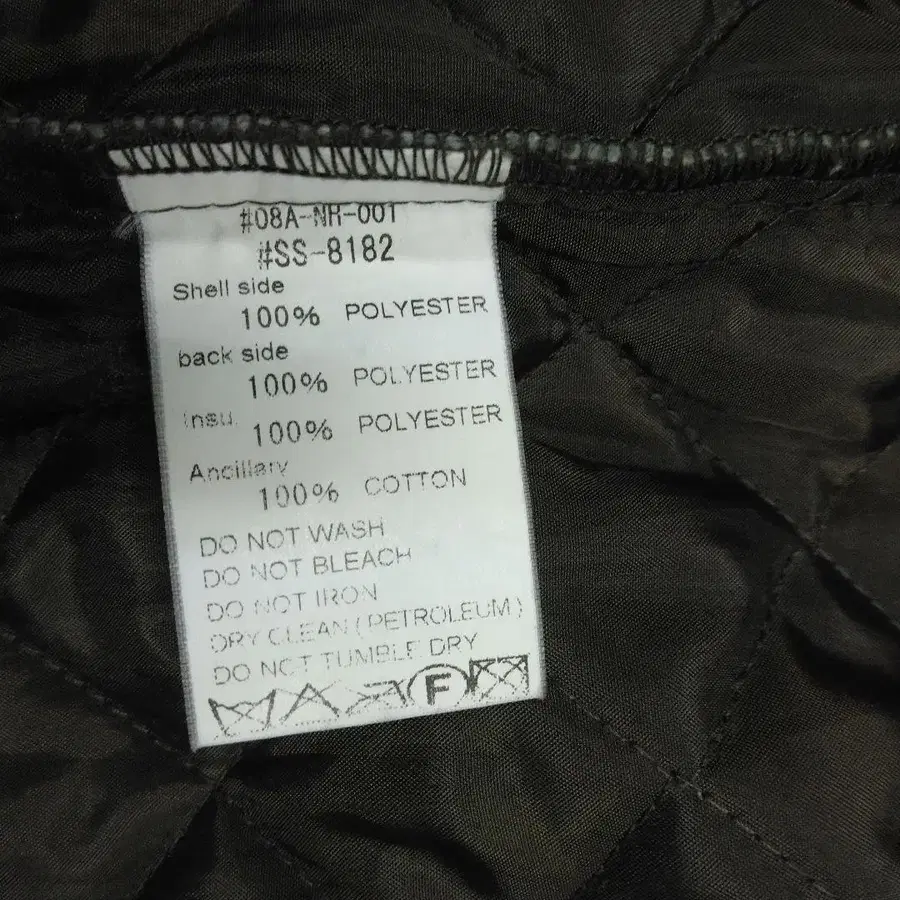 #08A-NR-001
#SS-8182
Shell side
100% POLYESTER
back side
100% POLYESTER
Insu. 100% POLYESTER
Ancillary
100% COTTON
DO NOT WASH
DO NOT BLEACH
DO NOT IRON
DRY CLEAN (PETROLEUM)
DO NOT TUMBLE DRY
F